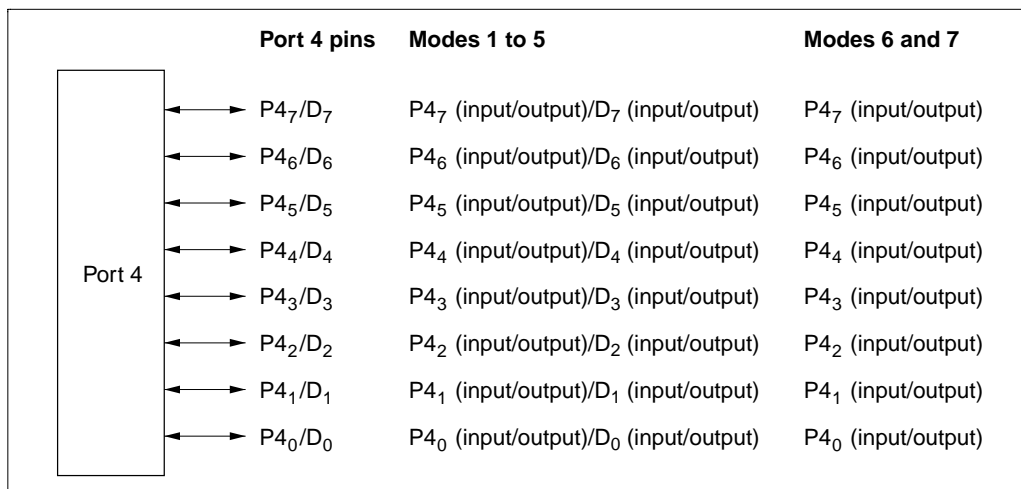 Port 4 pins Modes 1 to 5 Modes 6 and 7
P4₇/D₇ P4₇ (input/output)/D₇ (input/output) P4₇ (input/output)
P4₆/D₆ P4₆ (input/output)/D₆ (input/output) P4₆ (input/output)
P4₅/D₅ P4₅ (input/output)/D₅ (input/output) P4₅ (input/output)
P4₄/D₄ P4₄ (input/output)/D₄ (input/output) P4₄ (input/output)
Port 4
P4₃/D₃ P4₃ (input/output)/D₃ (input/output) P4₃ (input/output)
P4₂/D₂ P4₂ (input/output)/D₂ (input/output) P4₂ (input/output)
P4₁/D₁ P4₁ (input/output)/D₁ (input/output) P4₁ (input/output)
P4₀/D₀ P4₀ (input/output)/D₀ (input/output) P4₀ (input/output)